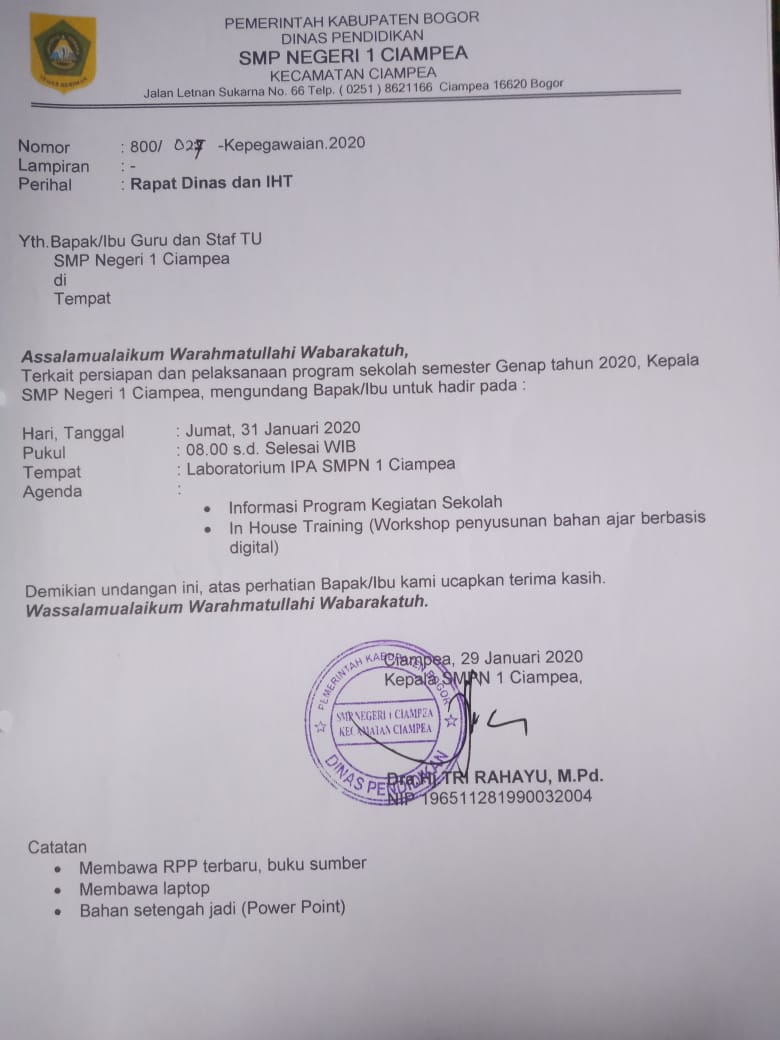 PEMERINTAH KABUPATEN BOGOR
DINAS PENDIDIKAN
SMP NEGERI 1 CIAMPEA
KECAMATAN CIAMPEA
Jalan Letnan Sukarna No. 66 Telp. ( 0251 ) 8621166 Ciampea 16620 Bogor
Nomor : 800/ -Kepegawaian.2020
Lampiran : -
Perihal : Rapat Dinas dan IHT
Yth.Bapak/Ibu Guru dan Staf TU
SMP Negeri 1 Ciampea
di
Tempat
Assalamualaikum Warahmatullahi Wabarakatuh,
Terkait persiapan dan pelaksanaan program sekolah semester Genap tahun 2020, Kepala
SMP Negeri 1 Ciampea, mengundang Bapak/Ibu untuk hadir pada :
Hari, Tanggal : Jumat, 31 Januari 2020
Pukul : 08.00 s.d. Selesai WIB
Tempat : Laboratorium IPA SMPN 1 Ciampea
Agenda :
• Informasi Program Kegiatan Sekolah
• In House Training (Workshop penyusunan bahan ajar berbasis
digital)
Demikian undangan ini, atas perhatian Bapak/Ibu kami ucapkan terima kasih.
Wassalamualaikum Warahmatullahi Wabarakatuh.
Ciampea, 29 Januari 2020
Kepala SMPN 1 Ciampea,
PEMERINTAH KABUPATEN BOGOR
SMP NEGERI 1 CIAMPEA
KECAMATAN CIAMPEA
DINAS PENDIDIKAN
Dra.Hj.TRI RAHAYU, M.Pd.
NIP 196511281990032004
Catatan
• Membawa RPP terbaru, buku sumber
• Membawa laptop
• Bahan setengah jadi (Power Point)